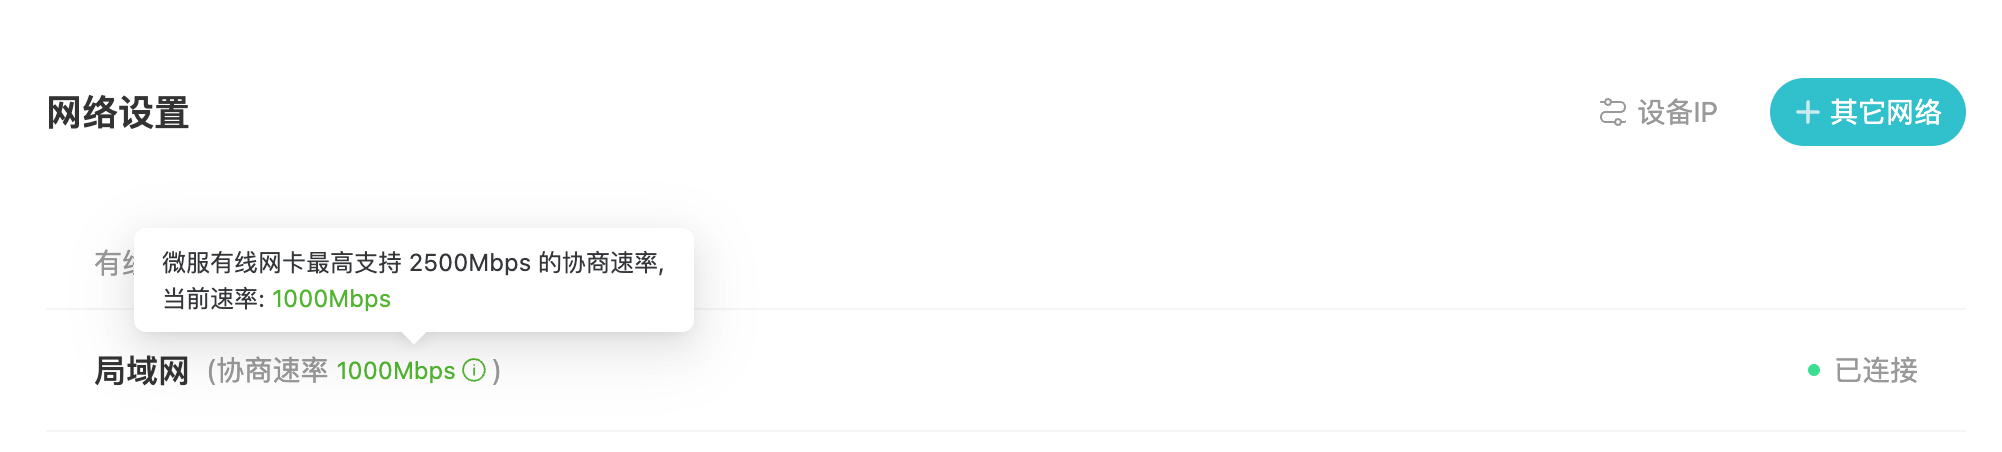 网络设置
设备IP
其它网络
有
微服有线网卡最高支持 2500Mbps 的协商速率,
当前速率: 1000Mbps
局域网 (协商速率 1000Mbps )
已连接